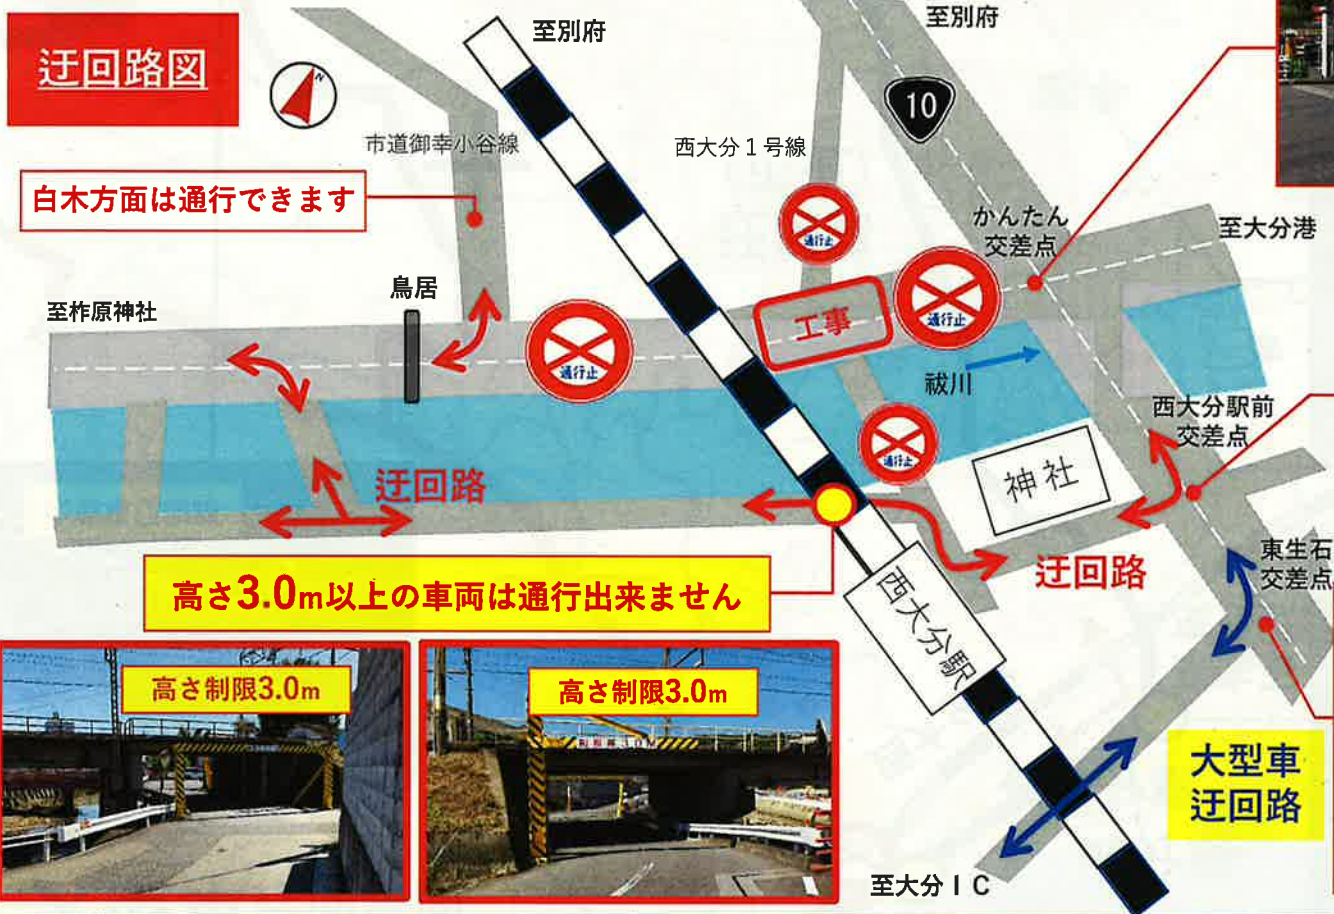 迂回路図
N
至別府
至別府
10
市道御幸小谷線
西大分1号線
白木方面は通行できます
通行止
かんたん
交差点
至大分港
至柞原神社
鳥居
工事
通行止
通行止
祓川
西大分駅前
交差点
通行止
神社
迂回路
東生石
交差点
迂回路
高さ3.0m以上の車両は通行出来ません
西大分駅
高さ制限3.0m
高さ制限3.0m
大型車
迂回路
至大分IC